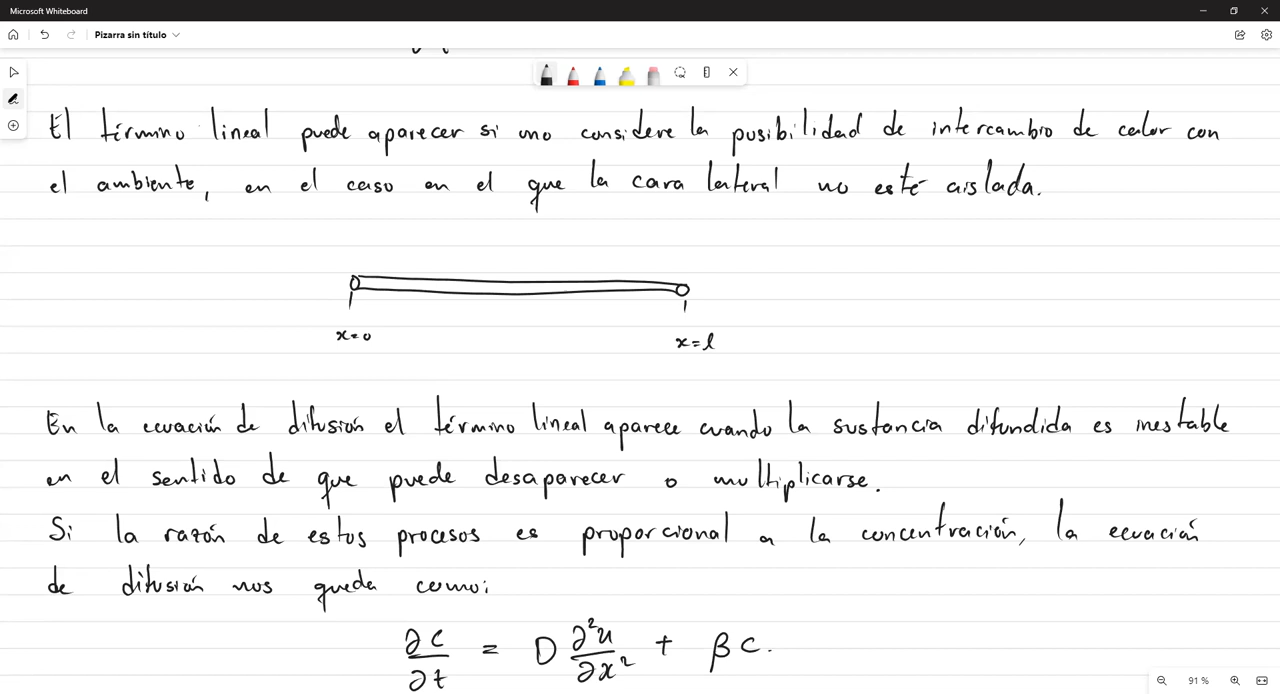 Microsoft Whiteboard
Pizarra sin título
El término lineal puede aparecer si uno considere la posibilidad de intercambio de calor con
el ambiente, en el caso en el que la cara lateral no esté aislada.
x=0
x=l
En la ecuación de difusión el término lineal aparece cuando la sustancia difundida es inestable
en el sentido de que puede desaparecer o multiplicarse.
Si la razón de estos procesos es proporcional a la concentración, la ecuación
de difusión nos queda como:
∂C/∂t = D ∂²u/∂x² + βC.
91 %